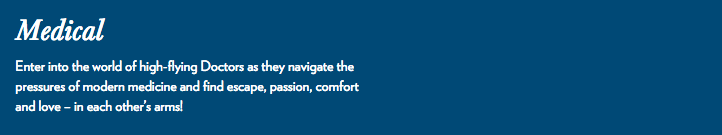 Medical
Enter into the world of high-flying Doctors as they navigate the
pressures of modern medicine and find escape, passion, comfort
and love – in each other's arms!